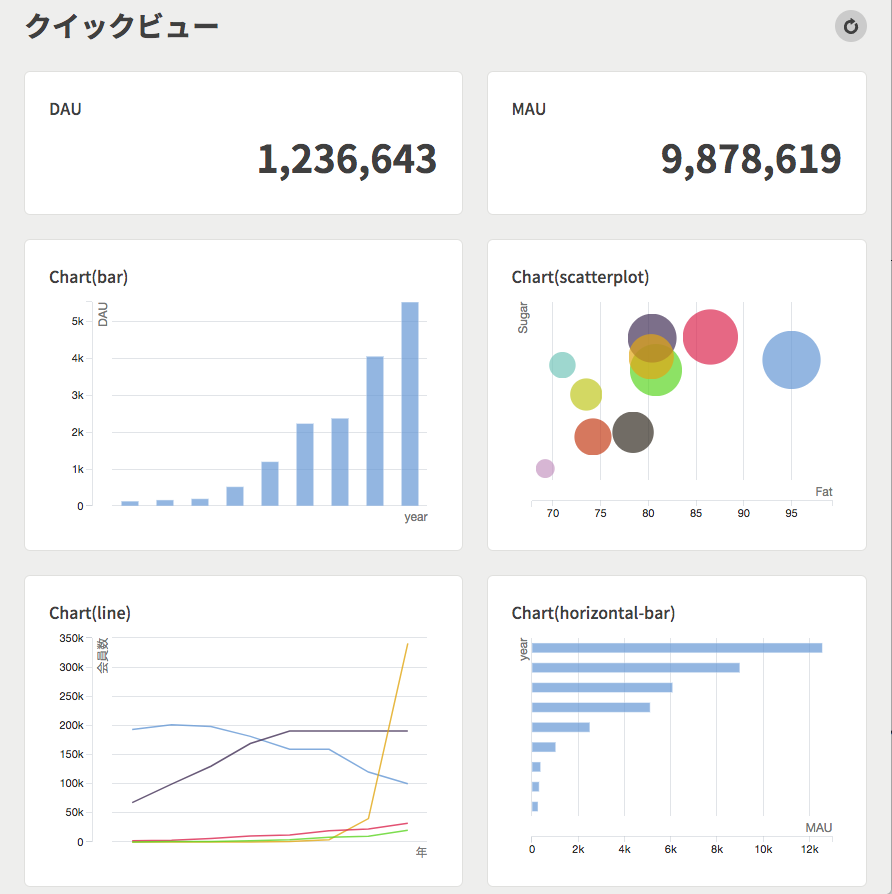 クイックビュー
DAU
1,236,643
MAU
9,878,619
Chart(bar)
DAU
5k
4k
3k
2k
1k
0
year
Chart(scatterplot)
Sugar
Fat
70 75 80 85 90 95
Chart(line)
会員数
350k
300k
250k
200k
150k
100k
50k
0
年
Chart(horizontal-bar)
year
MAU
0 2k 4k 6k 8k 10k 12k